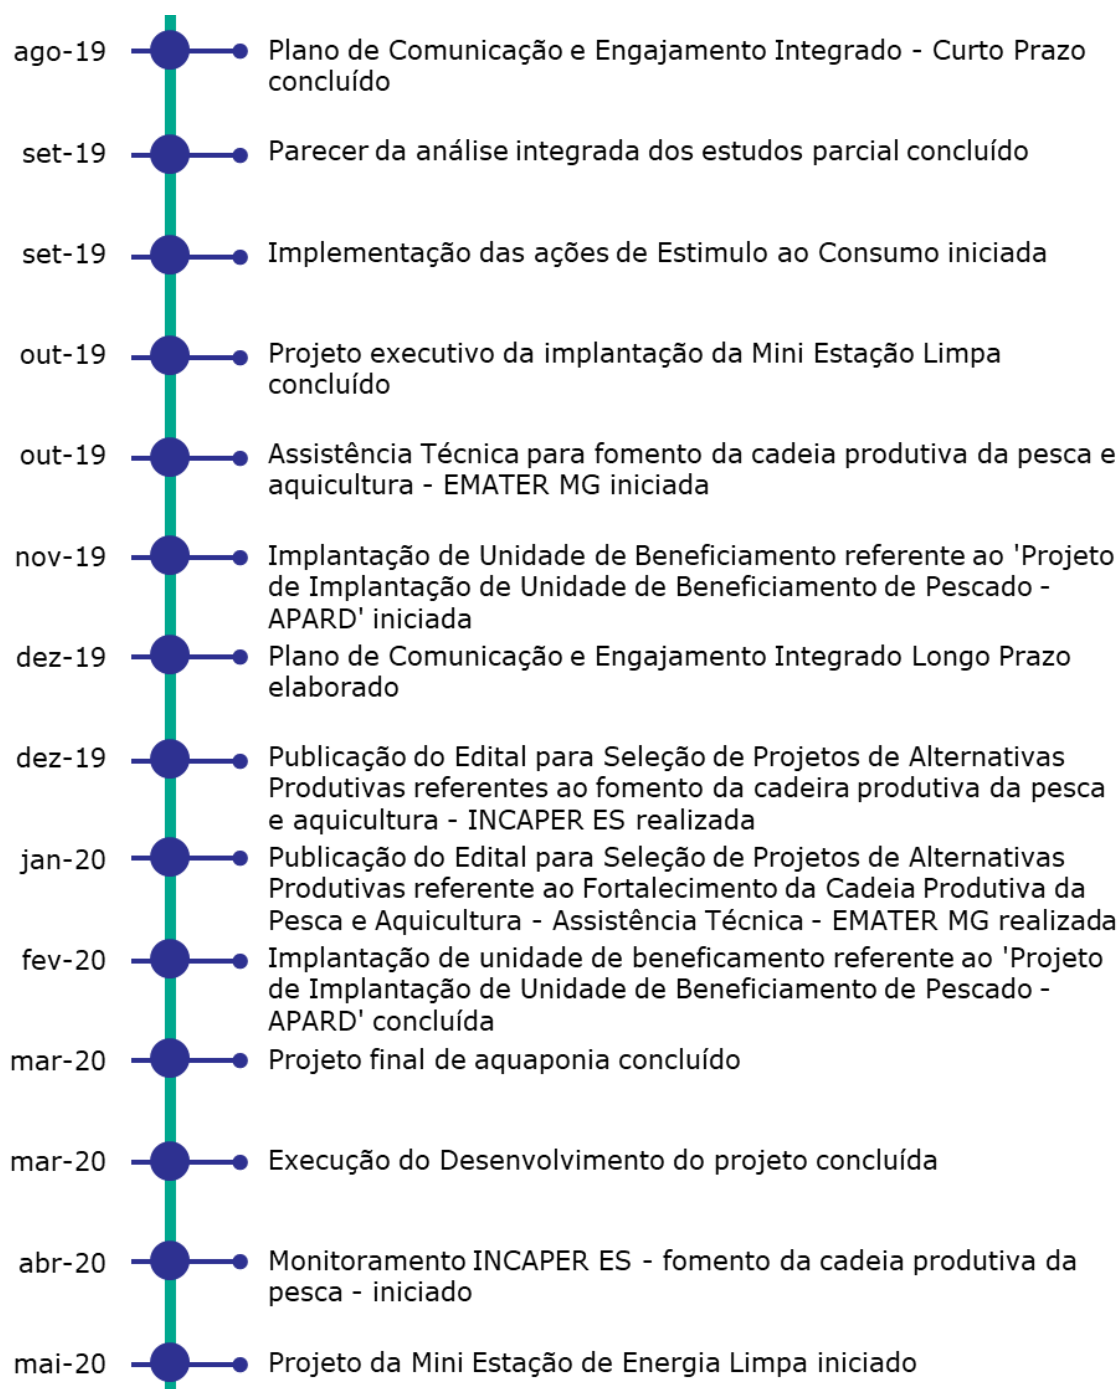 ago-19
Plano de Comunicação e Engajamento Integrado - Curto Prazo
concluído
set-19
Parecer da análise integrada dos estudos parcial concluído
set-19
Implementação das ações de Estimulo ao Consumo iniciada
out-19
Projeto executivo da implantação da Mini Estação Limpa
concluído
out-19
Assistência Técnica para fomento da cadeia produtiva da pesca e
aquicultura - EMATER MG iniciada
nov-19
Implantação de Unidade de Beneficiamento referente ao 'Projeto
de Implantação de Unidade de Beneficiamento de Pescado -
APARD' iniciada
dez-19
Plano de Comunicação e Engajamento Integrado Longo Prazo
elaborado
dez-19
Publicação do Edital para Seleção de Projetos de Alternativas
Produtivas referentes ao fomento da cadeira produtiva da pesca
e aquicultura - INCAPER ES realizada
jan-20
Publicação do Edital para Seleção de Projetos de Alternativas
Produtivas referente ao Fortalecimento da Cadeia Produtiva da
Pesca e Aquicultura - Assistência Técnica - EMATER MG realizada
fev-20
Implantação de unidade de beneficamento referente ao 'Projeto
de Implantação de Unidade de Beneficiamento de Pescado -
APARD' concluída
mar-20
Projeto final de aquaponia concluído
mar-20
Execução do Desenvolvimento do projeto concluída
abr-20
Monitoramento INCAPER ES - fomento da cadeia produtiva da
pesca - iniciado
mai-20
Projeto da Mini Estação de Energia Limpa iniciado